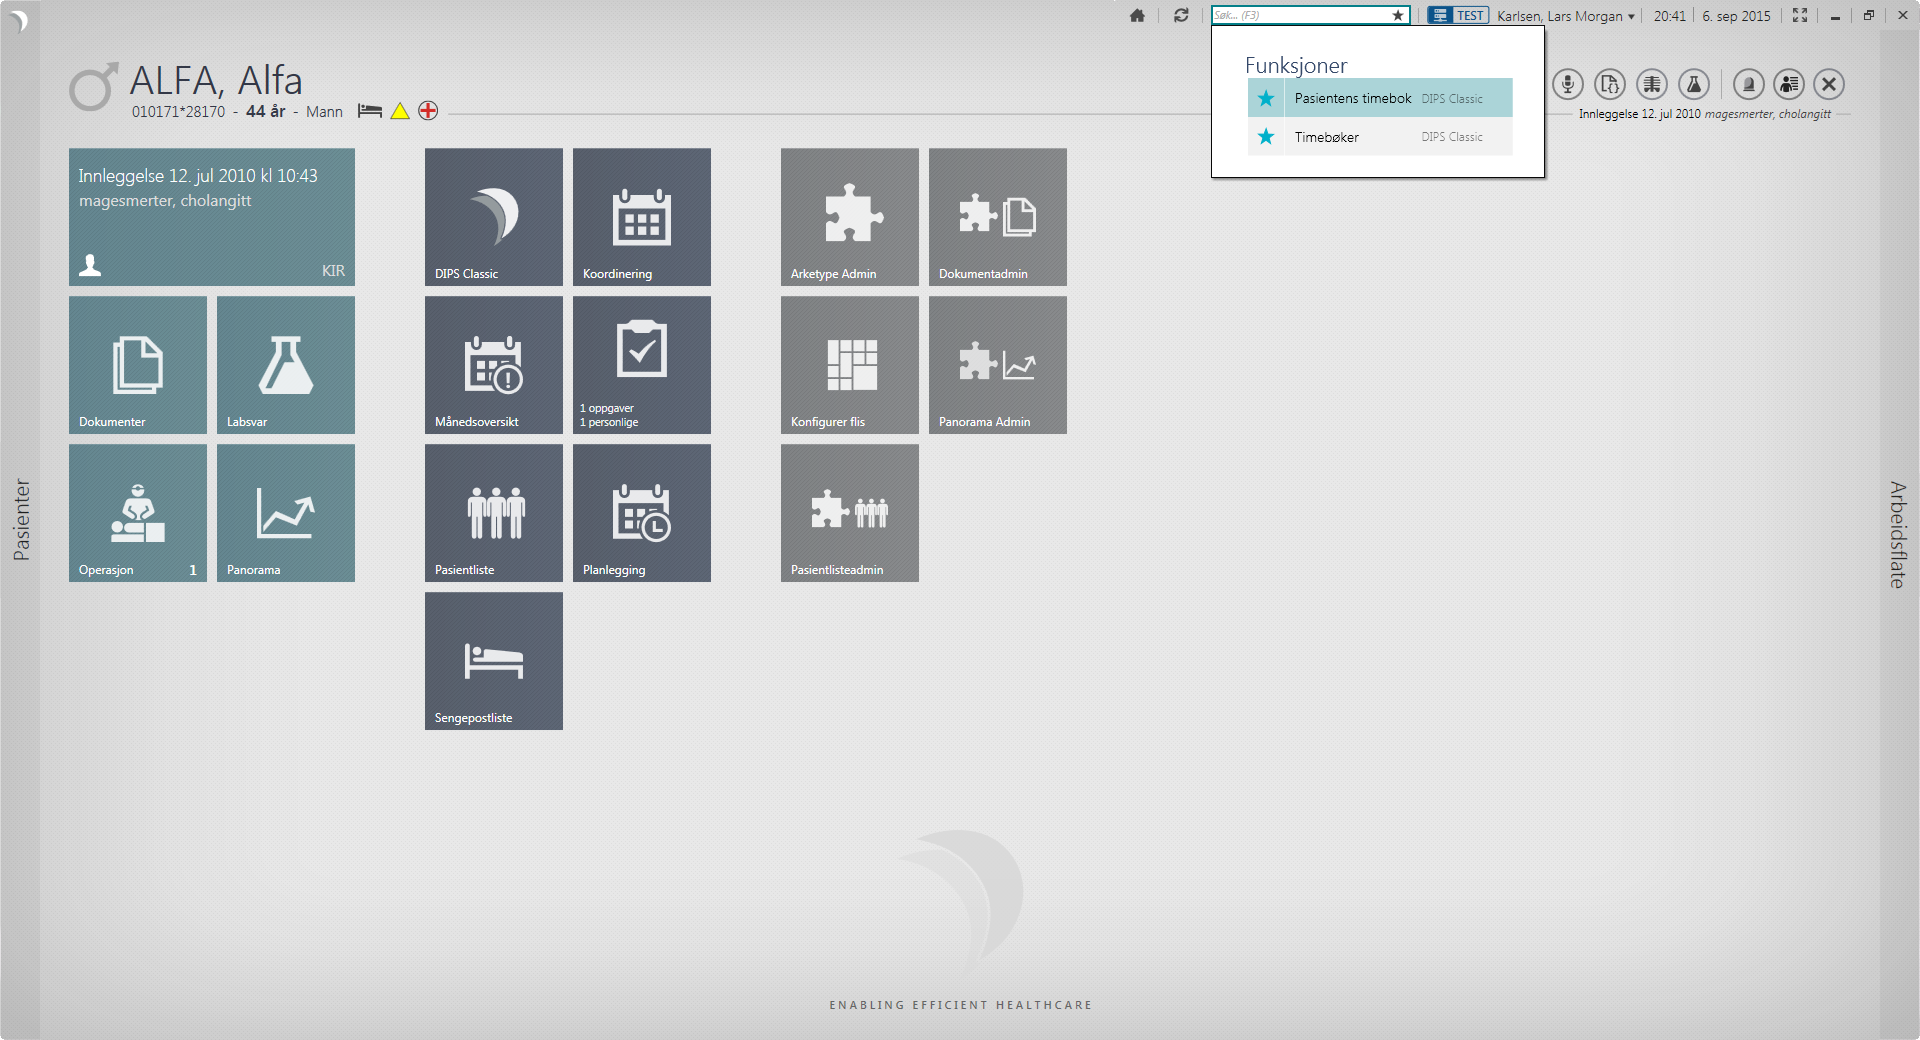 Søk... (F3)
TEST
Karlsen, Lars Morgan
20:41
6. sep 2015
ALFA, Alfa
010171*28170 - 44 år - Mann
Funksjoner
Pasientens timebok DIPS Classic
Timebøker DIPS Classic
Innleggelse 12. jul 2010 magesmerter, cholangitt
Innleggelse 12. jul 2010 kl 10:43
magesmerter, cholangitt
KIR
DIPS Classic
Koordinering
Arketype Admin
Dokumentadmin
Dokumenter
Labsvar
Månedsoversikt
1 oppgaver
1 personlige
Konfigurer flis
Panorama Admin
Operasjon 1
Panorama
Pasientliste
Planlegging
Pasientlisteadmin
Sengepostliste
Pasienter
Arbeidsflate
ENABLING EFFICIENT HEALTHCARE